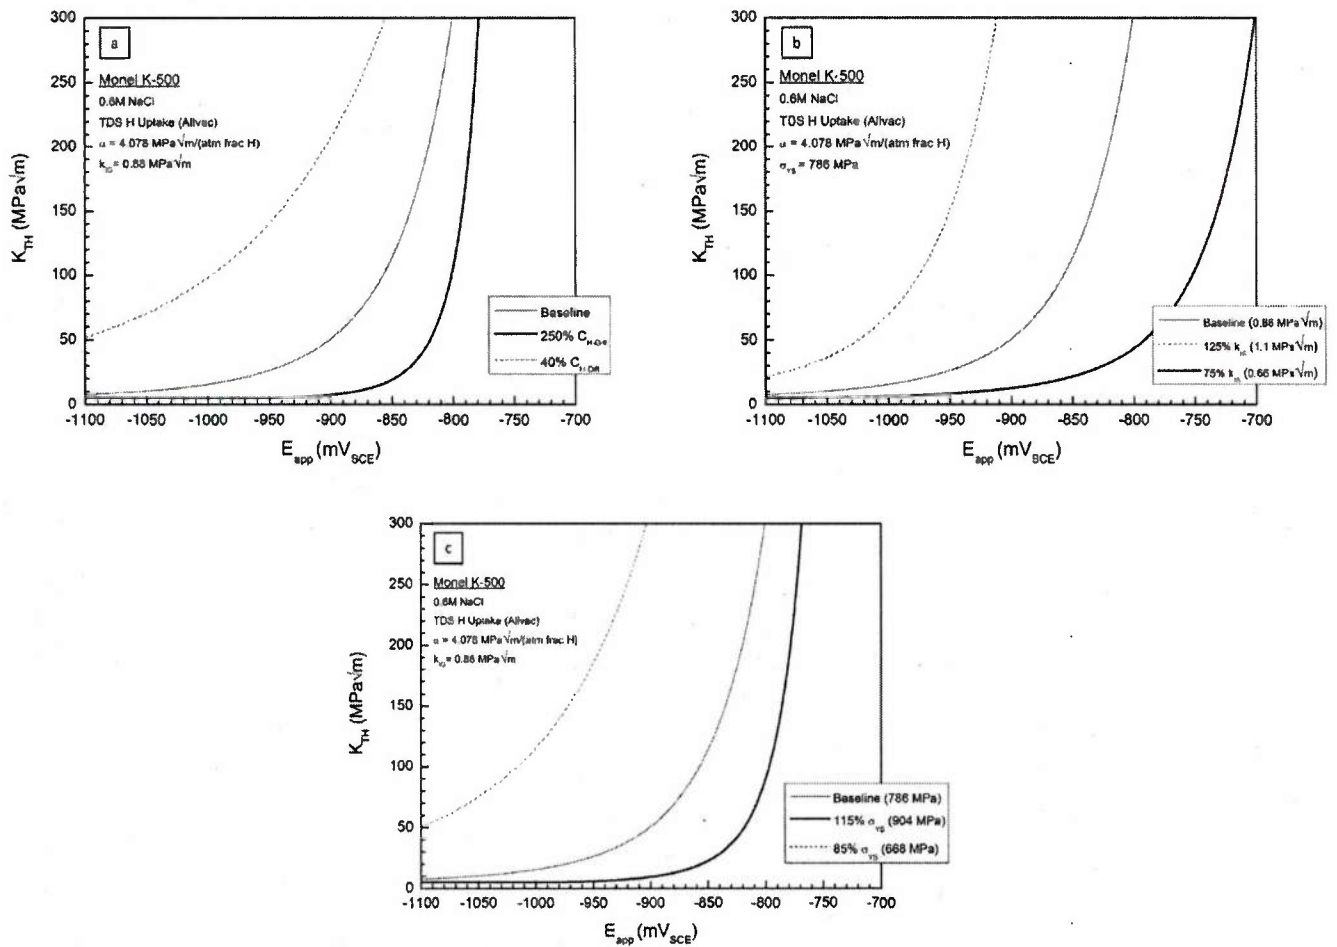 a
Monel K-500
0.6M NaCl
TDS H Uptake (Allvac)
α = 4.078 MPa√m/(atm frac H)
k_IG = 0.88 MPa√m
300
250
200
150
100
50
0
K_TH (MPa√m)
-1100 -1050 -1000 -950 -900 -850 -800 -750 -700
E_app (mV_SCE)
Baseline
250% C_H-Diff
40% C_H-Diff
b
Monel K-500
0.6M NaCl
TDS H Uptake (Allvac)
α = 4.078 MPa√m/(atm frac H)
σ_YS = 786 MPa
300
250
200
150
100
50
0
K_TH (MPa√m)
-1100 -1050 -1000 -950 -900 -850 -800 -750 -700
E_app (mV_SCE)
Baseline (0.88 MPa√m)
125% k_IG (1.1 MPa√m)
75% k_IG (0.66 MPa√m)
c
Monel K-500
0.6M NaCl
TDS H Uptake (Allvac)
α = 4.078 MPa√m/(atm frac H)
k_IG = 0.88 MPa√m
300
250
200
150
100
50
0
K_TH (MPa√m)
-1100 -1050 -1000 -950 -900 -850 -800 -750 -700
E_app (mV_SCE)
Baseline (786 MPa)
115% σ_YS (904 MPa)
85% σ_YS (668 MPa)